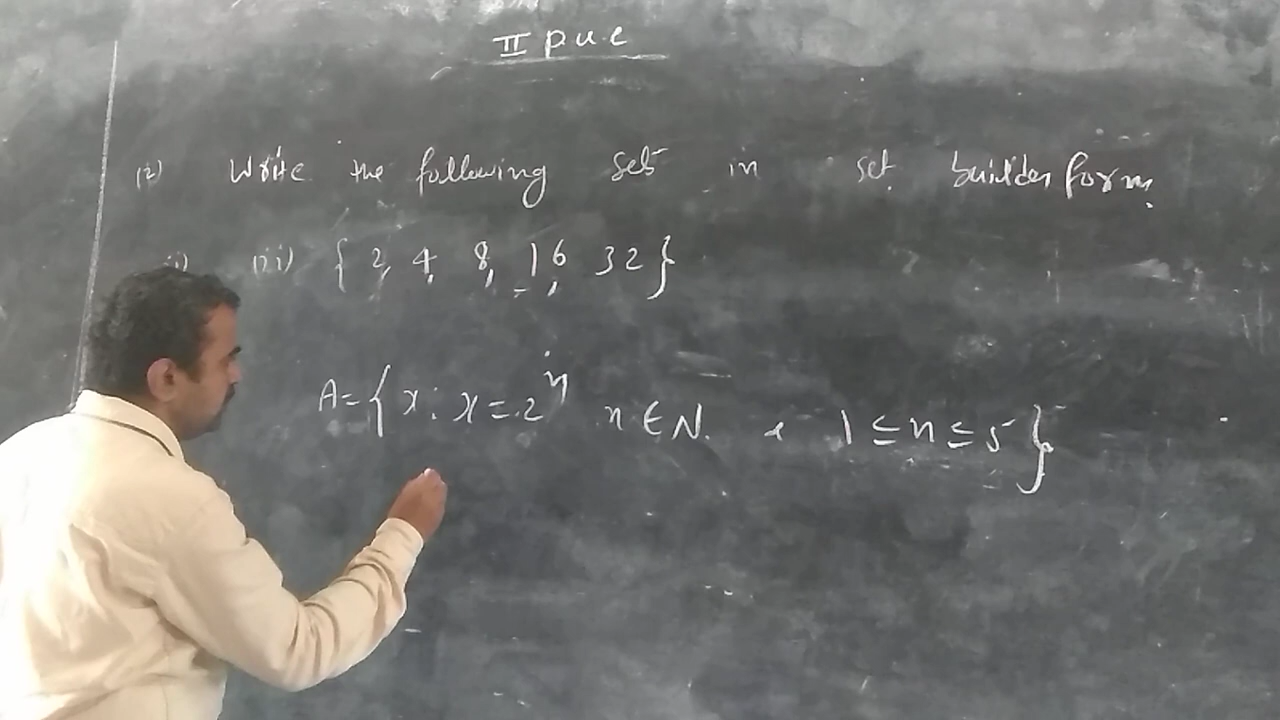 II P.U.C
(2) Write the following set in set builder form.
i) (ii) { 2, 4, 8, 16, 32}
A={ x: x=2ⁿ n∈N. & 1≤n≤5}